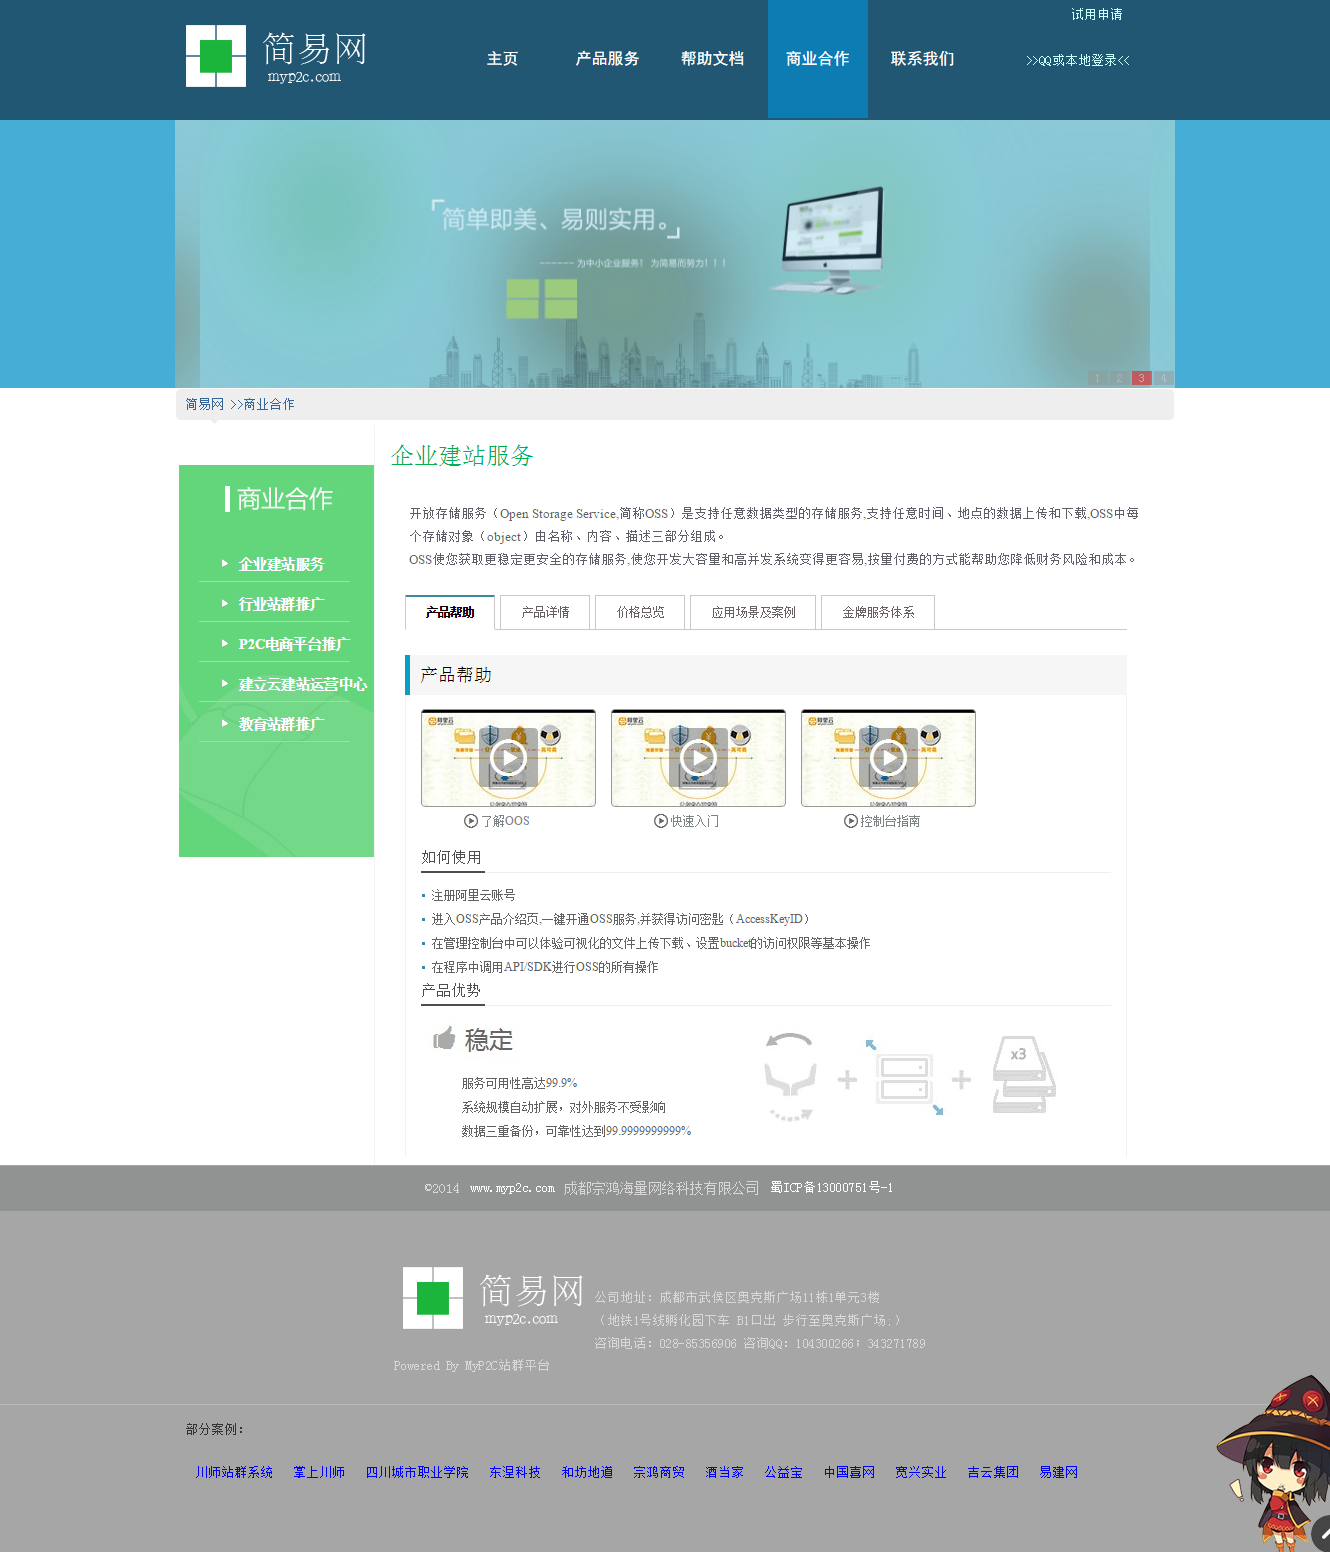 试用申请
简易网
myp2c.com
主页 产品服务 帮助文档 商业合作 联系我们
>>QQ或本地登录<<
简单即美、易则实用。
—————— 为中小企业服务！ 为简易而努力！！！
1 2 3 4
简易网 >>商业合作
企业建站服务
商业合作
开放存储服务（Open Storage Service,简称OSS）是支持任意数据类型的存储服务,支持任意时间、地点的数据上传和下载,OSS中每
个存储对象（object）由名称、内容、描述三部分组成。
OSS使您获取更稳定更安全的存储服务,使您开发大容量和高并发系统变得更容易,按量付费的方式能帮助您降低财务风险和成本。
企业建站服务
行业站群推广
P2C电商平台推广
建立云建站运营中心
教育站群推广
产品帮助 产品详情 价格总览 应用场景及案例 金牌服务体系
产品帮助
了解OOS 快速入门 控制台指南
如何使用
注册阿里云账号
进入OSS产品介绍页,一键开通OSS服务,并获得访问密匙（AccessKeyID）
在管理控制台中可以体验可视化的文件上传下载、设置bucket的访问权限等基本操作
在程序中调用API/SDK进行OSS的所有操作
产品优势
稳定
x3
服务可用性高达99.9%
系统规模自动扩展，对外服务不受影响
数据三重备份，可靠性达到99.9999999999%
©2014 www.myp2c.com 成都宗鸿海量网络科技有限公司 蜀ICP备13000751号-1
简易网
myp2c.com
公司地址：成都市武侯区奥克斯广场11栋1单元3楼
（地铁1号线孵化园下车 B1口出 步行至奥克斯广场;）
咨询电话：028-85356906 咨询QQ：104300266；343271789
Powered By MyP2C站群平台
部分案例：
川师站群系统 掌上川师 四川城市职业学院 东湼科技 和坊地道 宗鸿商贸 酒当家 公益宝 中国喜网 宽兴实业 吉云集团 易建网